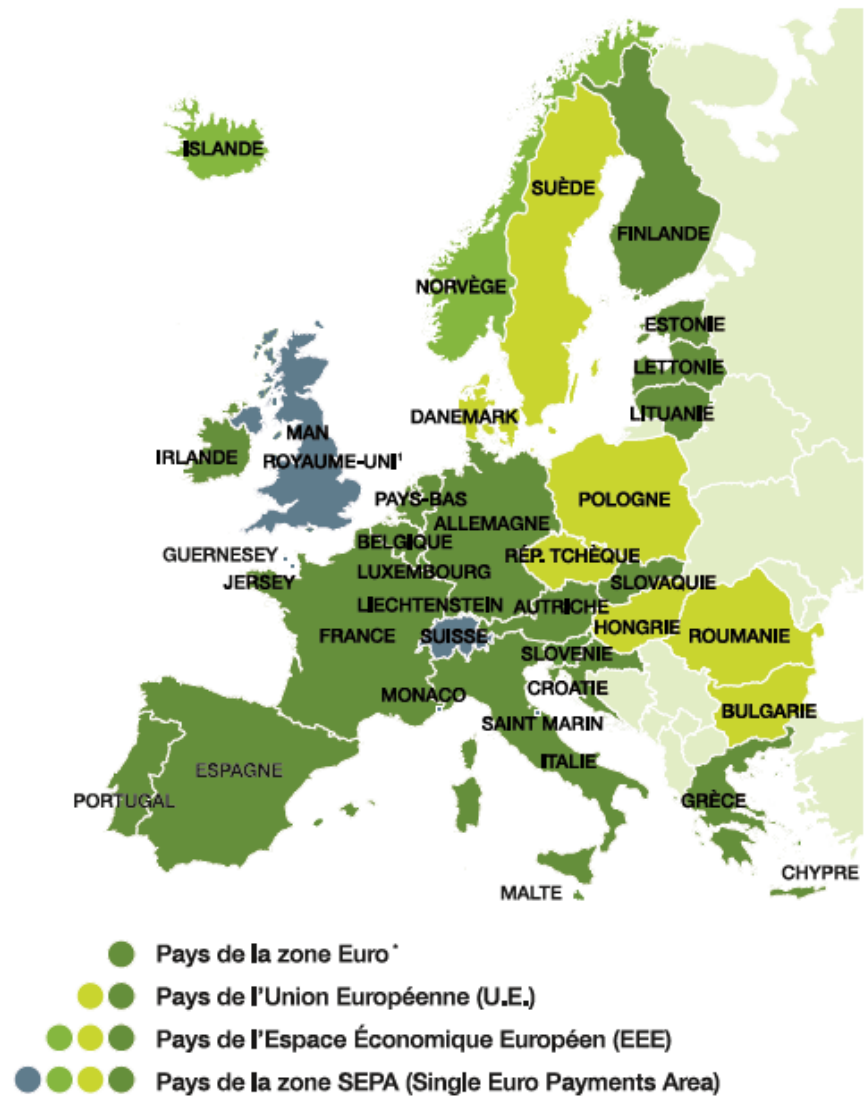 ISLANDE
SUÈDE
FINLANDE
NORVÈGE
ESTONIE
LETTONIE
LITUANIE
DANEMARK
MAN
IRLANDE
ROYAUME-UNI¹
PAYS-BAS
POLOGNE
ALLEMAGNE
BELGIQUE
GUERNESEY
RÉP. TCHÈQUE
JERSEY
LUXEMBOURG
SLOVAQUIE
LIECHTENSTEIN
AUTRICHE
FRANCE
SUISSE
HONGRIE
ROUMANIE
SLOVENIE
MONACO
CROATIE
SAINT MARIN
BULGARIE
ITALIE
ESPAGNE
PORTUGAL
GRÈCE
CHYPRE
MALTE
Pays de la zone Euro*
Pays de l'Union Européenne (U.E.)
Pays de l'Espace Économique Européen (EEE)
Pays de la zone SEPA (Single Euro Payments Area)